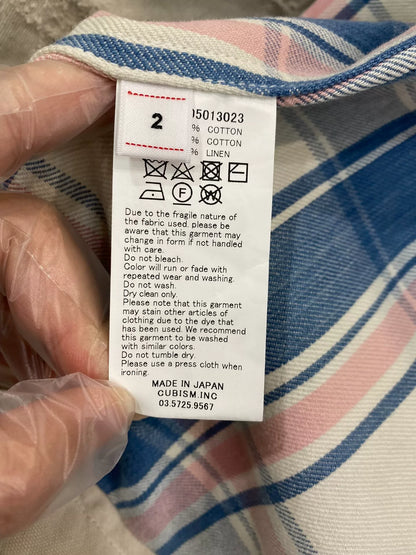 2
05013023
% COTTON
% COTTON
% LINEN
Due to the fragile nature of
the fabric used. please be
aware that this garment may
change in form if not handled
with care.
Do not bleach.
Color will run or fade with
repeated wear and washing.
Do not wash.
Dry clean only.
Please note that this garment
may stain other articles of
clothing due to the dye that
has been used. We recommend
this garment to be washed
with similar colors.
Do not tumble dry.
Please use a press cloth when
ironing.
MADE IN JAPAN
CUBISM.INC
03.5725.9567